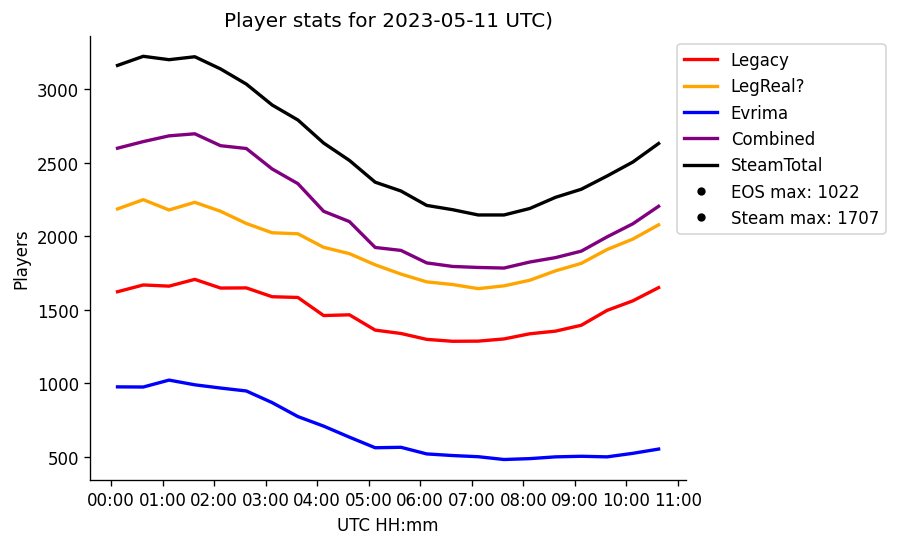 Player stats for 2023-05-11 UTC)
Players
3000
2500
2000
1500
1000
500
00:00 01:00 02:00 03:00 04:00 05:00 06:00 07:00 08:00 09:00 10:00 11:00
UTC HH:mm
Legacy
LegReal?
Evrima
Combined
SteamTotal
EOS max: 1022
Steam max: 1707